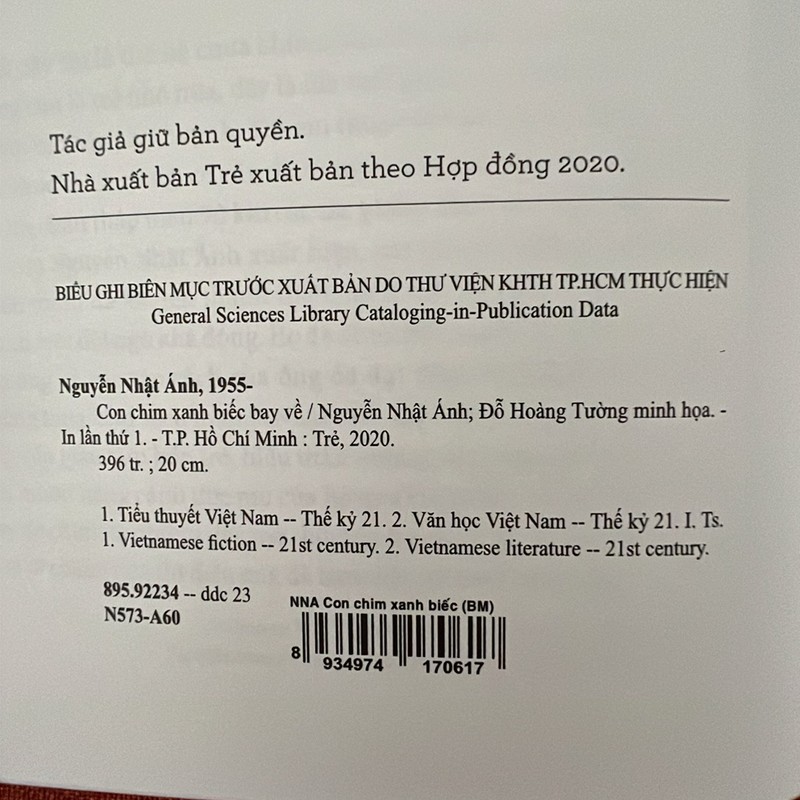 Tác giả giữ bản quyền.
Nhà xuất bản Trẻ xuất bản theo Hợp đồng 2020.
BIỂU GHI BIÊN MỤC TRƯỚC XUẤT BẢN DO THƯ VIỆN KHTH TP.HCM THỰC HIỆN
General Sciences Library Cataloging-in-Publication Data
Nguyễn Nhật Ánh, 1955-
Con chim xanh biếc bay về / Nguyễn Nhật Ánh; Đỗ Hoàng Tường minh họa. -
In lần thứ 1. - T.P. Hồ Chí Minh : Trẻ, 2020.
396 tr. ; 20 cm.
1. Tiểu thuyết Việt Nam -- Thế kỷ 21. 2. Văn học Việt Nam -- Thế kỷ 21. I. Ts.
1. Vietnamese fiction -- 21st century. 2. Vietnamese literature -- 21st century.
895.92234 -- ddc 23
N573-A60
NNA Con chim xanh biếc (BM)
8 934974 170617